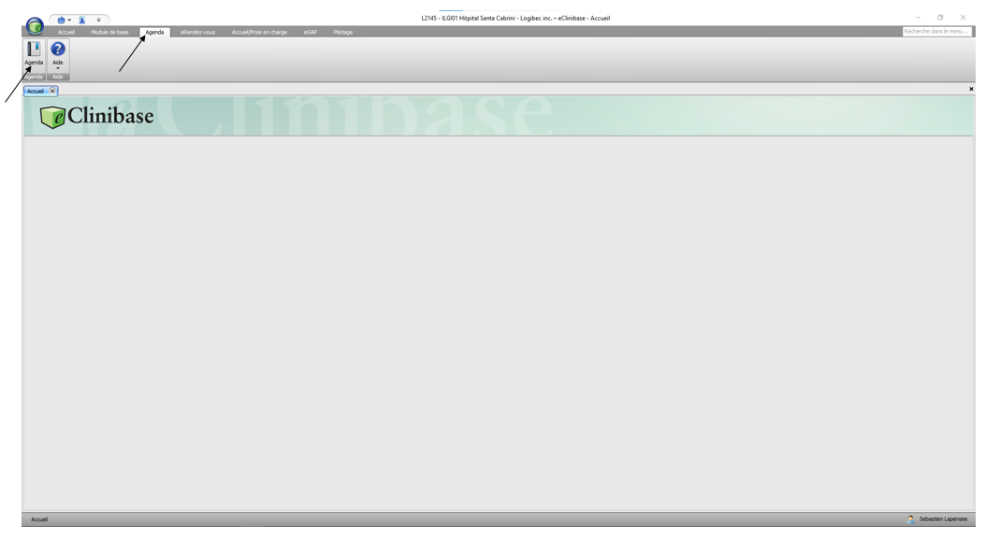 L2145 - ILGI01 Hôpital Santa Cabrini - Logibec inc. – eClinibase - Accueil
Accueil Module de base Agenda eRendez-vous Accueil/Prise en charge eGAP Pilotage Recherche dans le menu...
Agenda Aide
Agenda Aide
Accueil
eClinibase
Clinibase
Accueil Sebastien Lapensee